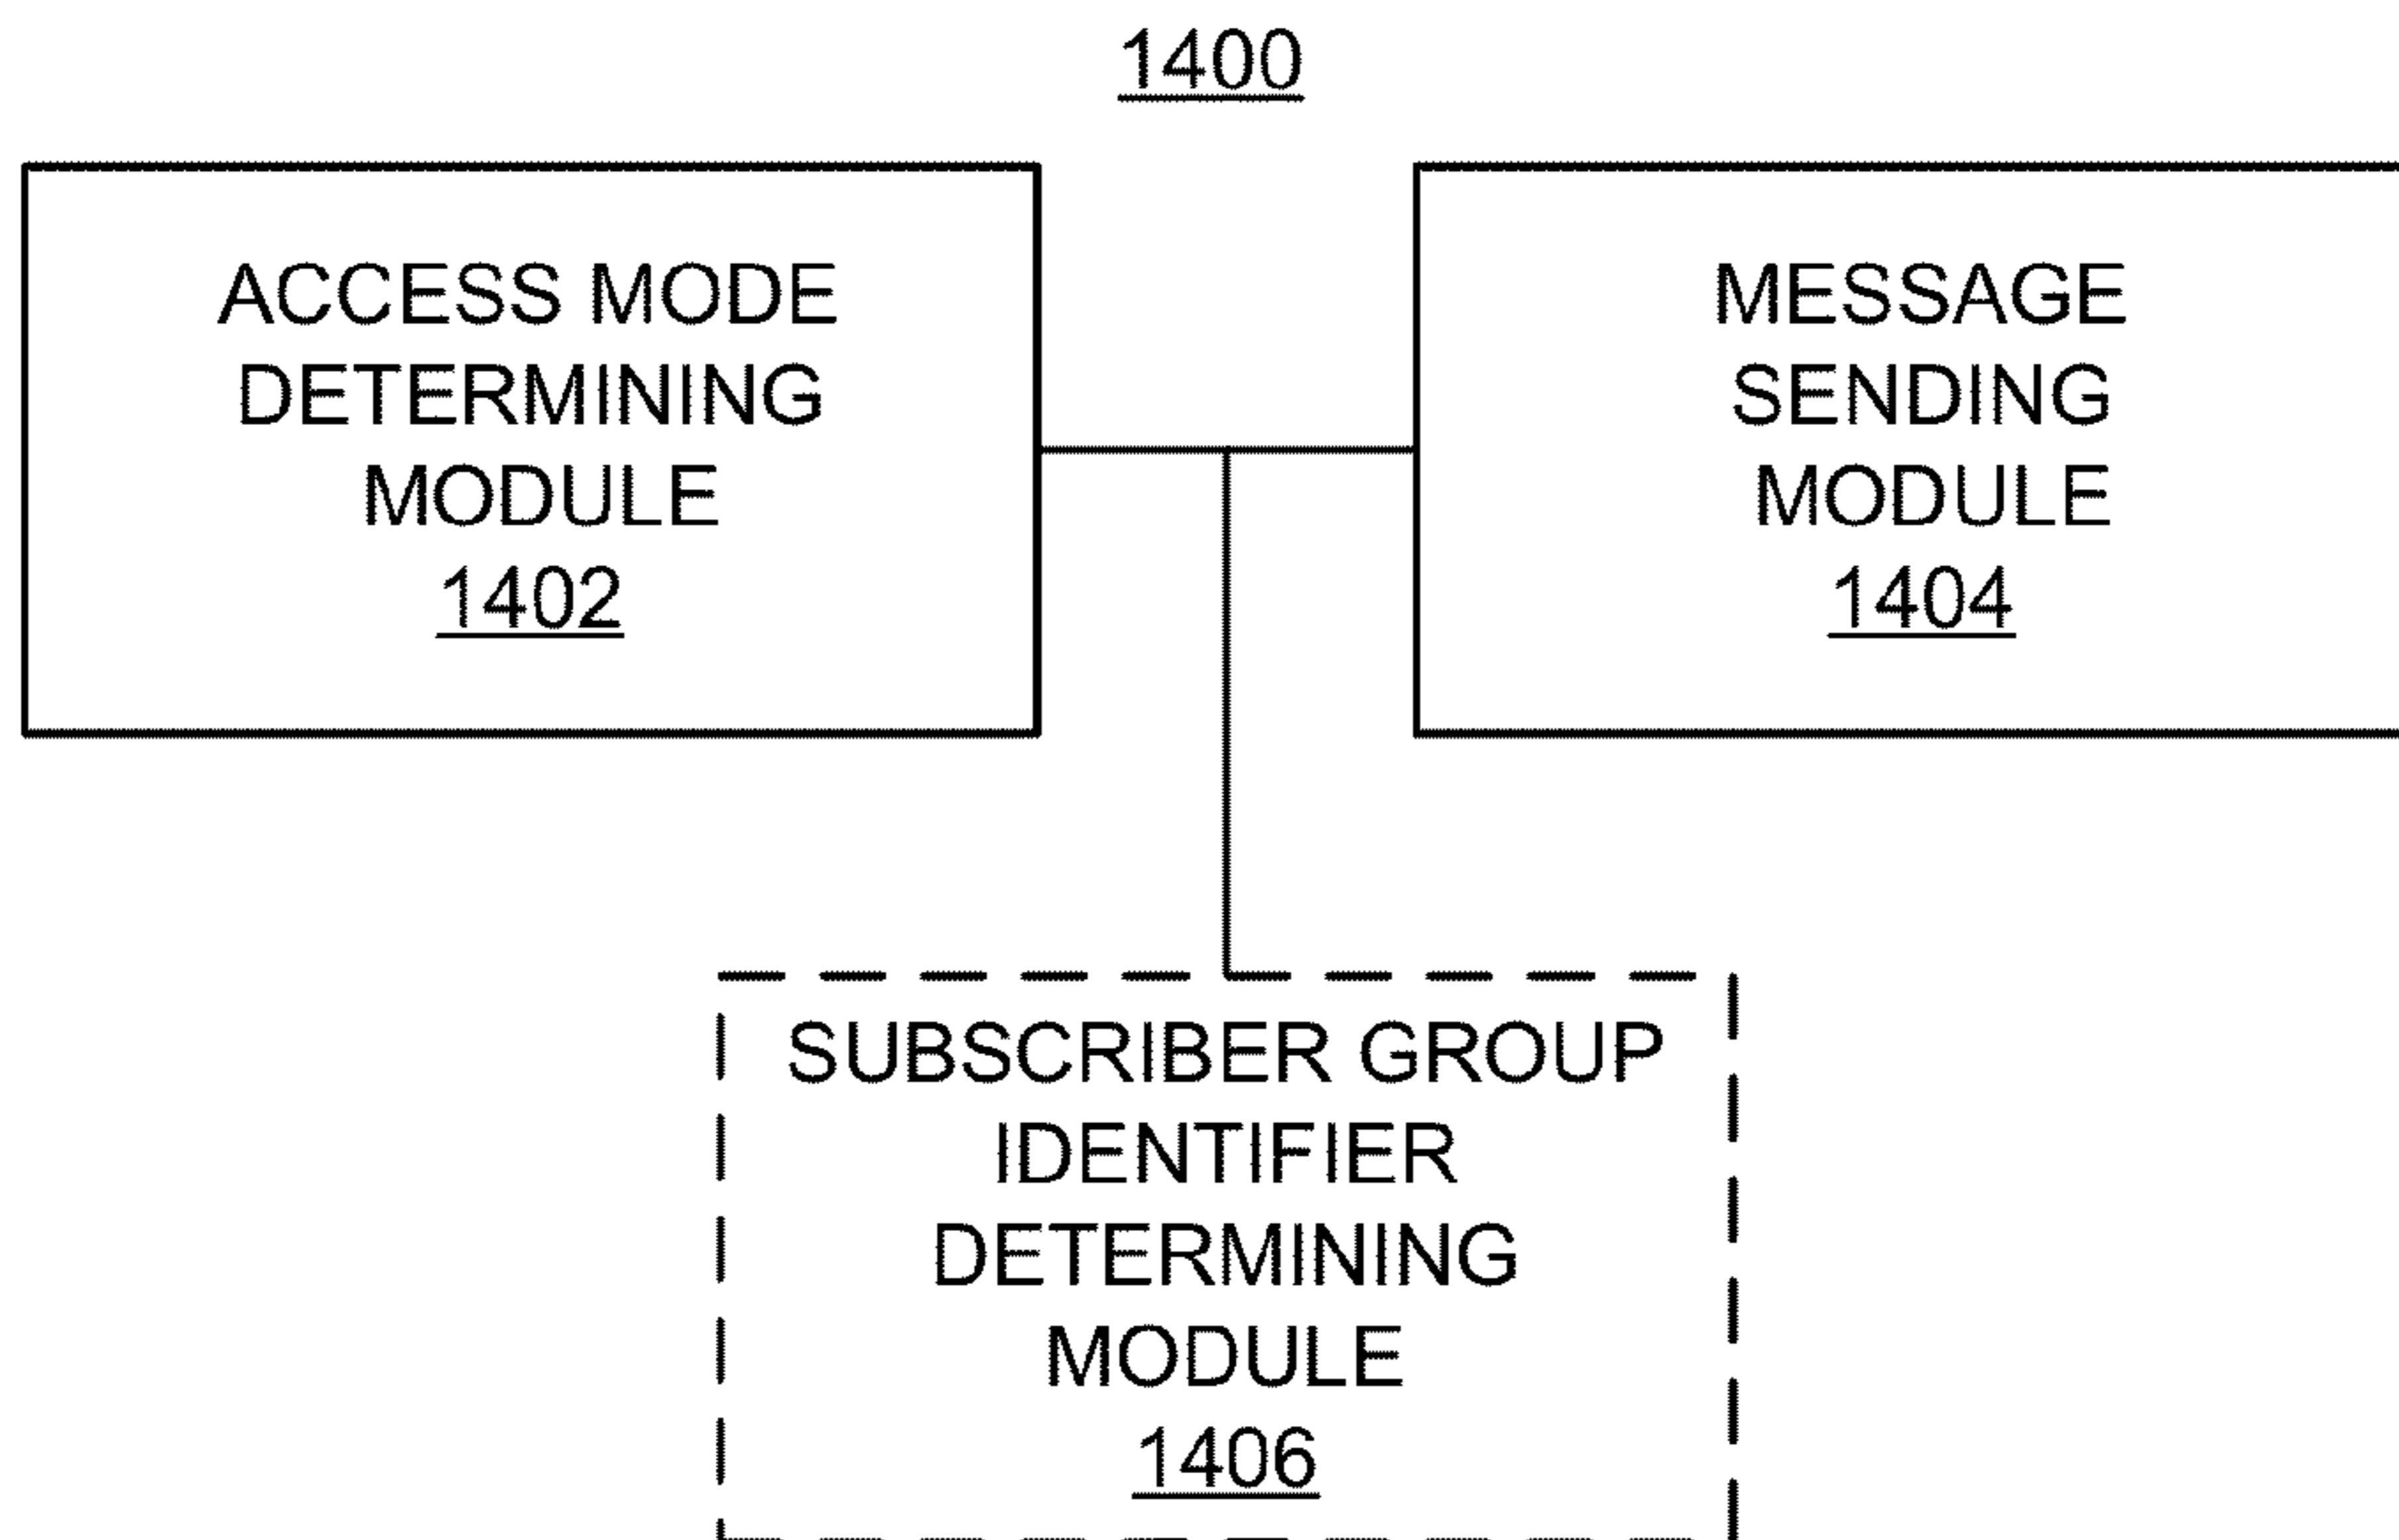 1400
ACCESS MODE
DETERMINING
MODULE
1402
MESSAGE
SENDING
MODULE
1404
SUBSCRIBER GROUP
IDENTIFIER
DETERMINING
MODULE
1406